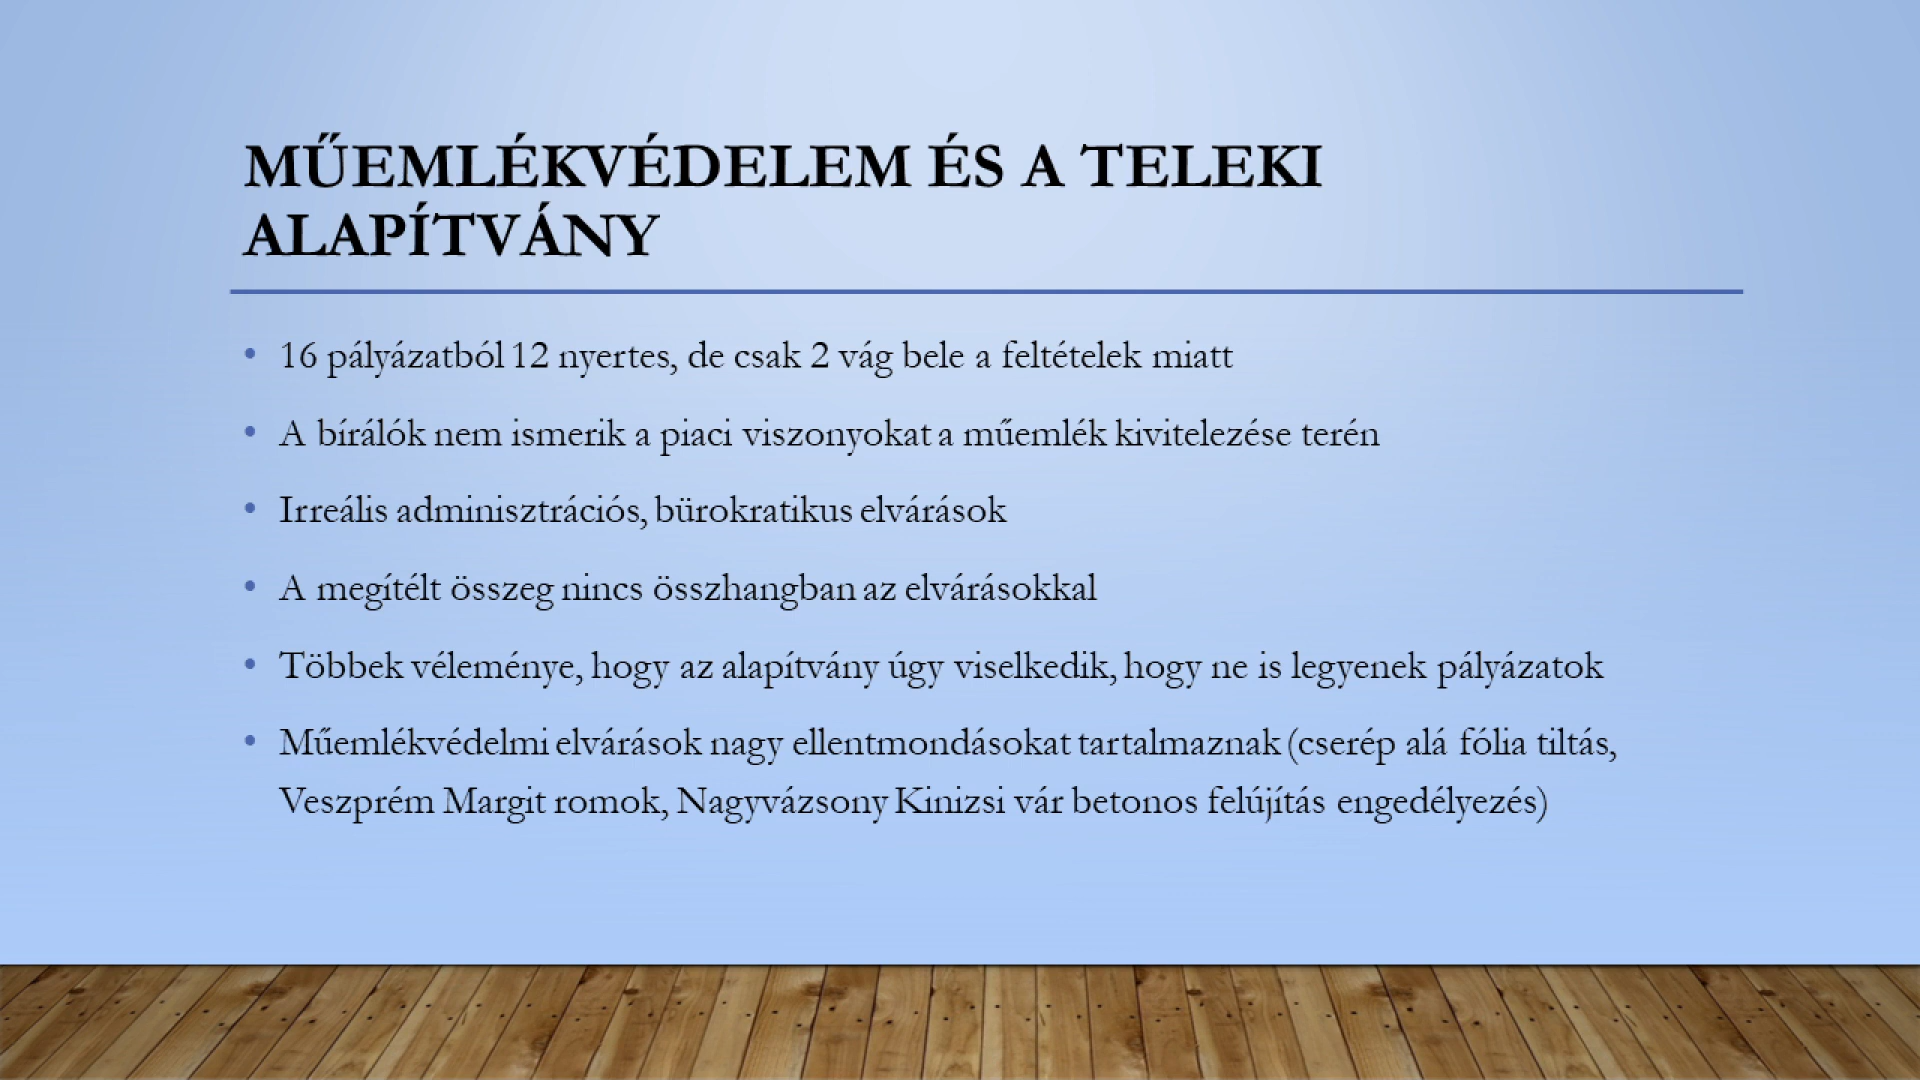 MŰEMLÉKVÉDELEM ÉS A TELEKI
ALAPÍTVÁNY
• 16 pályázatból 12 nyertes, de csak 2 vág bele a feltételek miatt
• A bírálók nem ismerik a piaci viszonyokat a műemlék kivitelezése terén
• Irreális adminisztrációs, bürokratikus elvárások
• A megítélt összeg nincs összhangban az elvárásokkal
• Többek véleménye, hogy az alapítvány úgy viselkedik, hogy ne is legyenek pályázatok
• Műemlékvédelmi elvárások nagy ellentmondásokat tartalmaznak (cserép alá fólia tiltás,
Veszprém Margit romok, Nagyvázsony Kinizsi vár betonos felújítás engedélyezés)